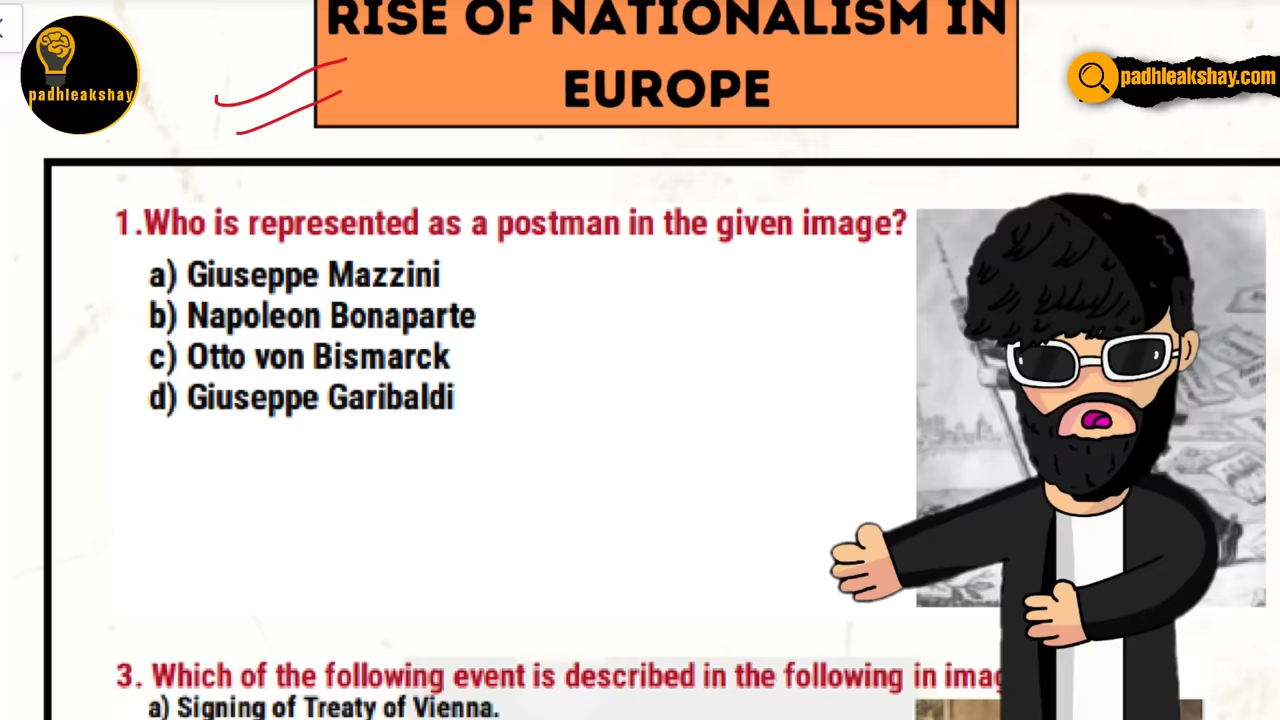 RISE OF NATIONALISM IN
EUROPE
padhleakshay
padhleakshay.com
1.Who is represented as a postman in the given image?
a) Giuseppe Mazzini
b) Napoleon Bonaparte
c) Otto von Bismarck
d) Giuseppe Garibaldi
3. Which of the following event is described in the following in
a) Signing of Treaty of Vienna.